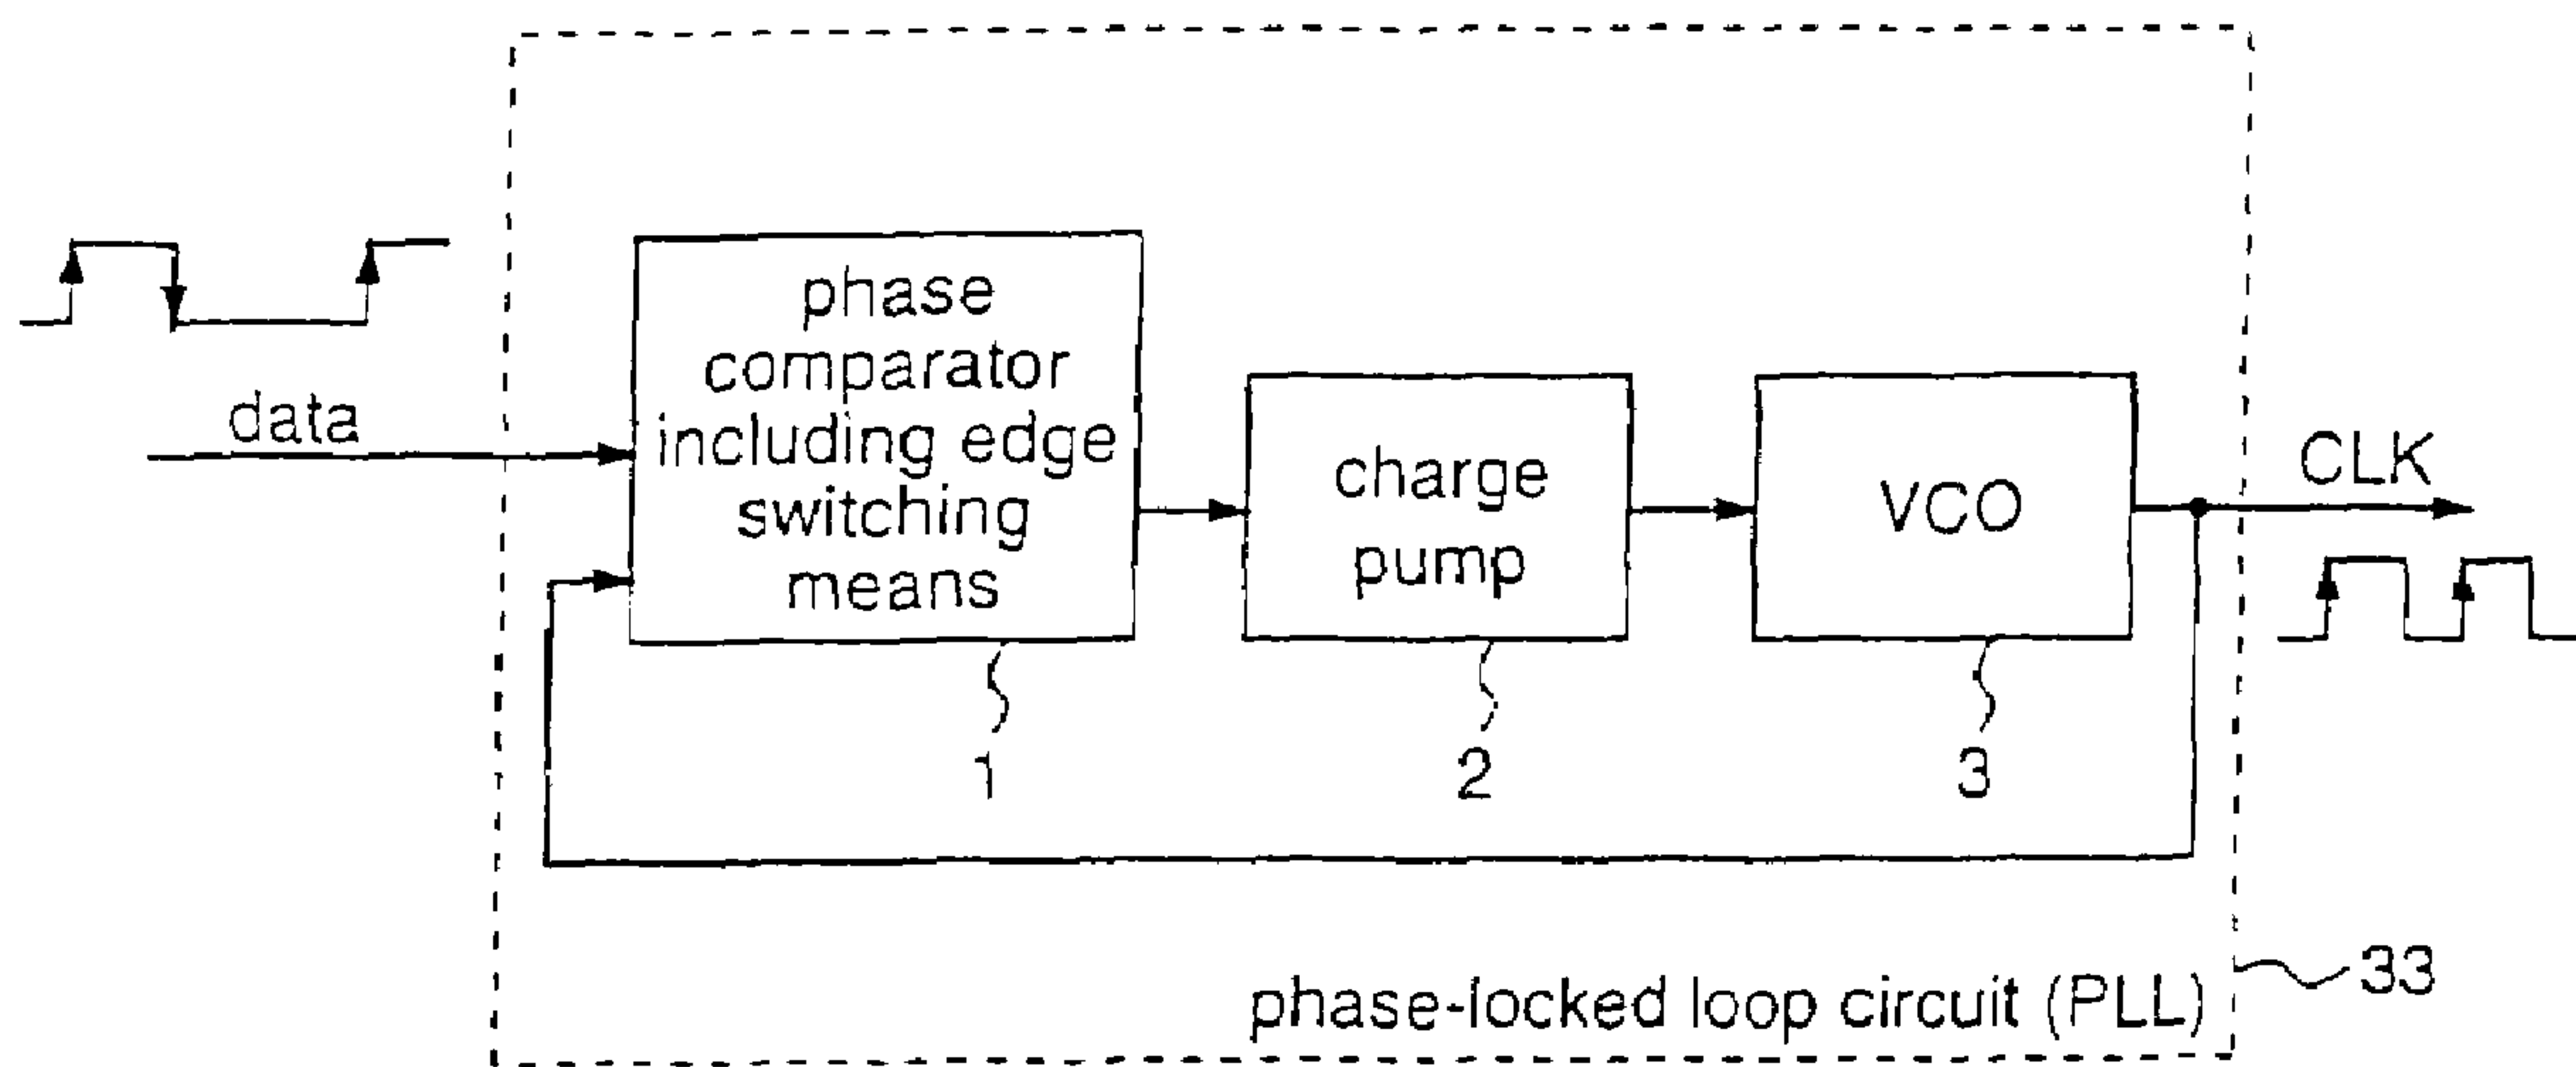 phase
comparator
including edge
switching
means
data
charge
pump
VCO
CLK
1
2
3
phase-locked loop circuit (PLL)
33